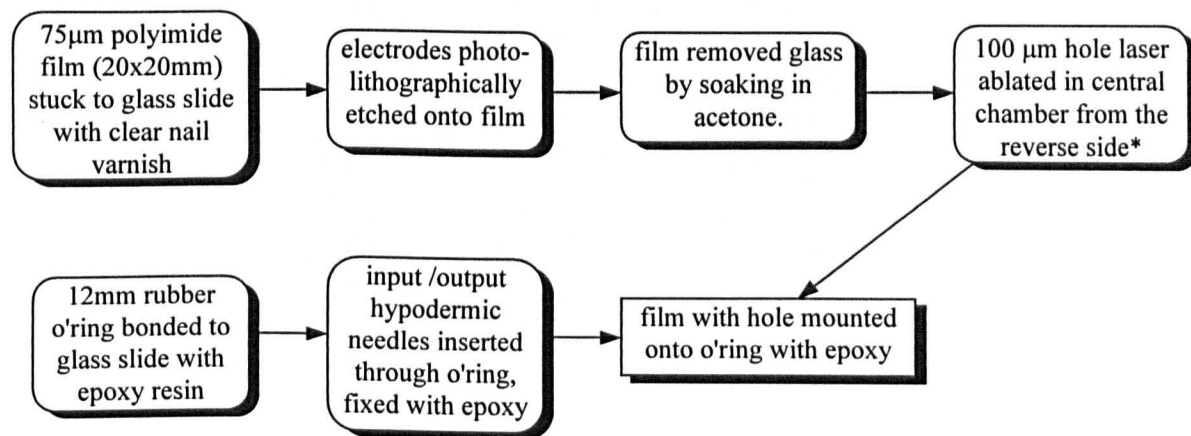 75μm polyimide
film (20x20mm)
stuck to glass slide
with clear nail
varnish
electrodes photo-
lithographically
etched onto film
film removed glass
by soaking in
acetone.
100 μm hole laser
ablated in central
chamber from the
reverse side*
12mm rubber
o'ring bonded to
glass slide with
epoxy resin
input /output
hypodermic
needles inserted
through o'ring,
fixed with epoxy
film with hole mounted
onto o'ring with epoxy